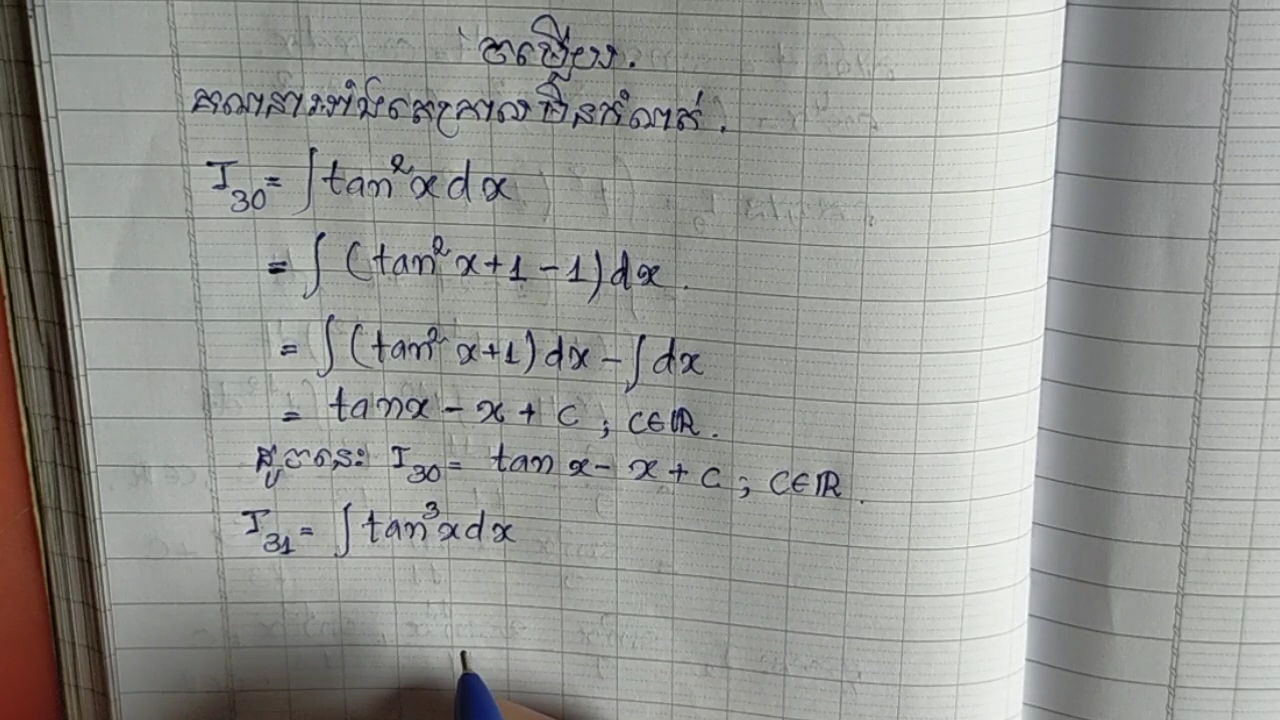 ចម្លើយ.
គណនាអាំងតេក្រាលមិនកំណត់.
I₃₀ = ∫ tan²x dx
= ∫ (tan²x+1-1)dx.
= ∫ (tan²x+1)dx - ∫ dx
= tanx - x + c ; c∈ℝ.
ដូចនេះ I₃₀ = tan x - x + c ; c∈ℝ.
I₃₁ = ∫ tan³x dx